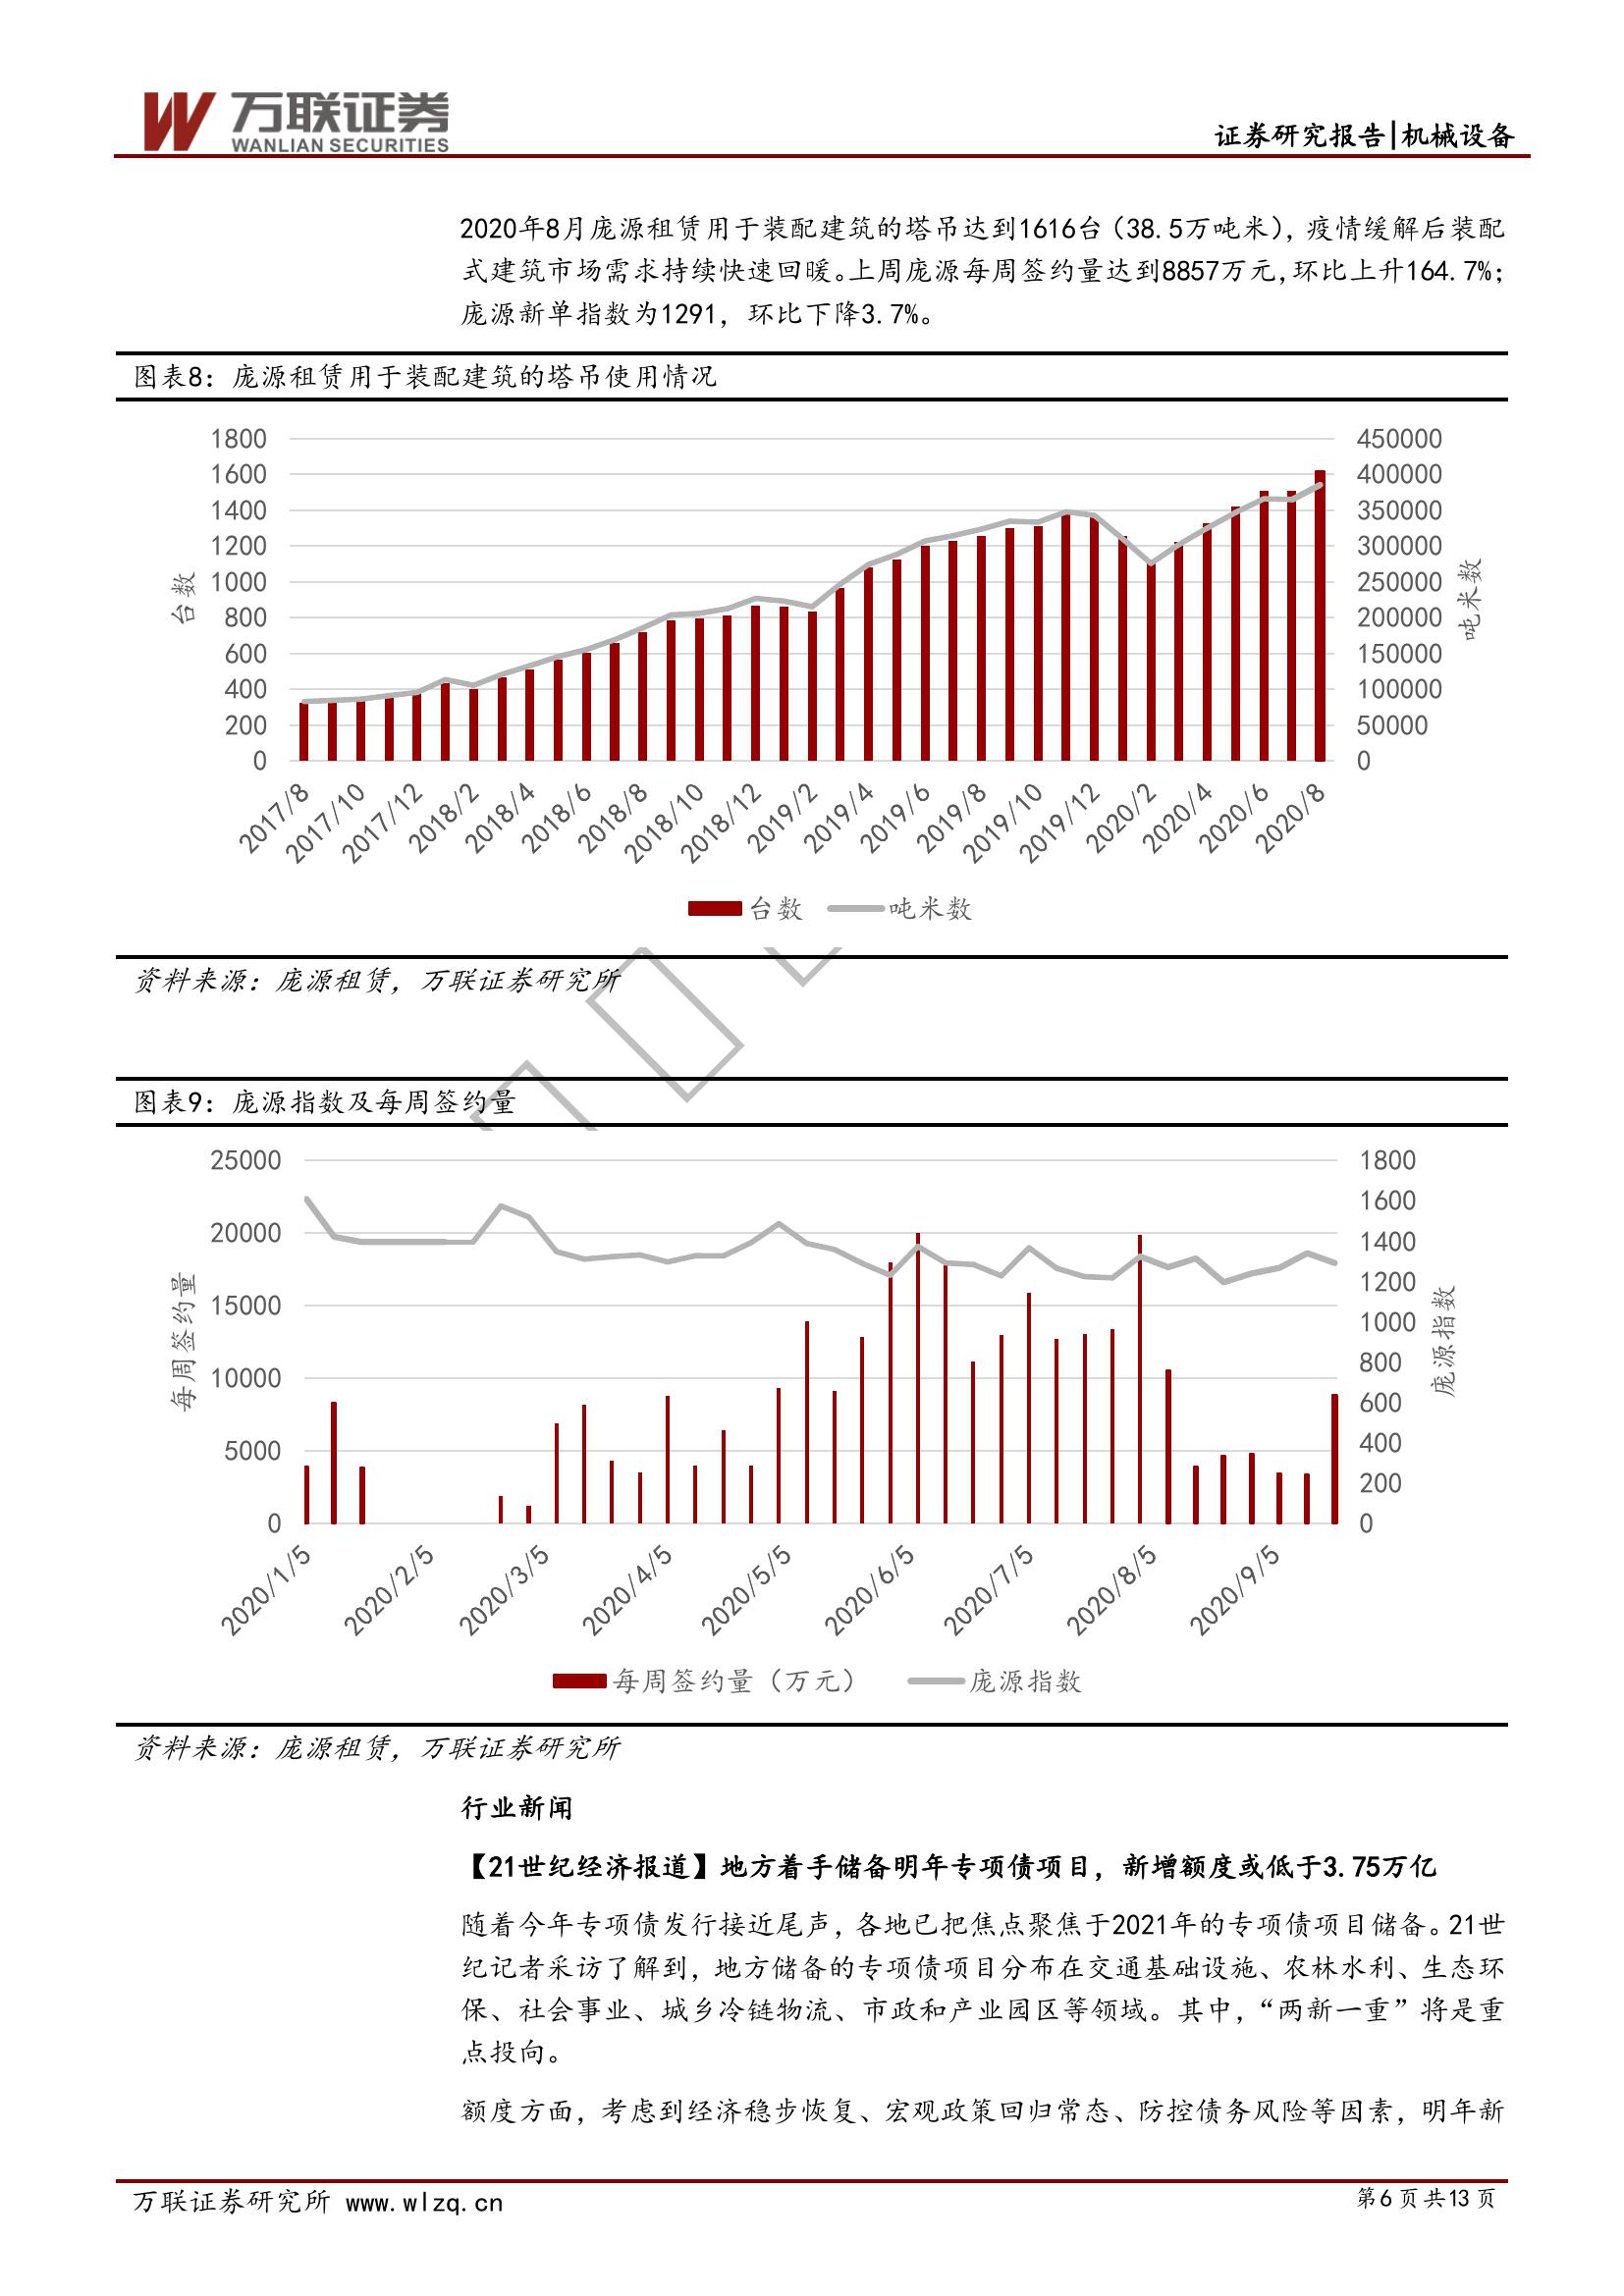 万联证券
WANLIAN SECURITIES
证券研究报告|机械设备
2020年8月庞源租赁用于装配建筑的塔吊达到1616台（38.5万吨米），疫情缓解后装配
式建筑市场需求持续快速回暖。上周庞源每周签约量达到8857万元，环比上升164.7%；
庞源新单指数为1291，环比下降3.7%。
图表8：庞源租赁用于装配建筑的塔吊使用情况
1800
1600
1400
1200
1000
800
600
400
200
0
台数
450000
400000
350000
300000
250000
200000
150000
100000
50000
0
吨米数
2017/8
2017/10
2017/12
2018/2
2018/4
2018/6
2018/8
2018/10
2018/12
2019/2
2019/4
2019/6
2019/8
2019/10
2019/12
2020/2
2020/4
2020/6
2020/8
台数 吨米数
资料来源：庞源租赁，万联证券研究所
图表9：庞源指数及每周签约量
25000
20000
15000
10000
5000
0
每周签约量
1800
1600
1400
1200
1000
800
600
400
200
0
庞源指数
2020/1/5
2020/2/5
2020/3/5
2020/4/5
2020/5/5
2020/6/5
2020/7/5
2020/8/5
2020/9/5
每周签约量（万元） 庞源指数
资料来源：庞源租赁，万联证券研究所
行业新闻
【21世纪经济报道】地方着手储备明年专项债项目，新增额度或低于3.75万亿
随着今年专项债发行接近尾声，各地已把焦点聚焦于2021年的专项债项目储备。21世
纪记者采访了解到，地方储备的专项债项目分布在交通基础设施、农林水利、生态环
保、社会事业、城乡冷链物流、市政和产业园区等领域。其中，“两新一重”将是重
点投向。
额度方面，考虑到经济稳步恢复、宏观政策回归常态、防控债务风险等因素，明年新
万联证券研究所 www.wlzq.cn
第6页共13页